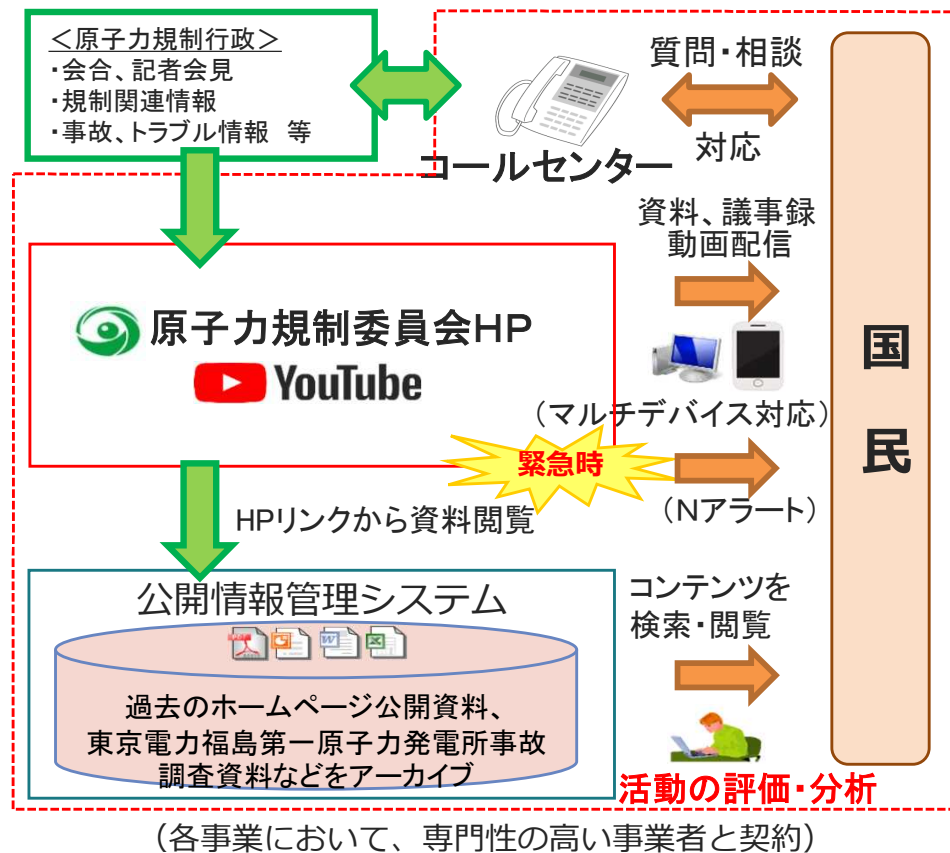 ＜原子力規制行政＞
・会合、記者会見
・規制関連情報
・事故、トラブル情報　等
コールセンター
質問・相談
対応
資料、議事録
動画配信
（マルチデバイス対応）
原子力規制委員会HP
YouTube
緊急時
（Nアラート）
HPリンクから資料閲覧
公開情報管理システム
過去のホームページ公開資料、
東京電力福島第一原子力発電所事故
調査資料などをアーカイブ
コンテンツを
検索・閲覧
国民
活動の評価・分析
（各事業において、専門性の高い事業者と契約）